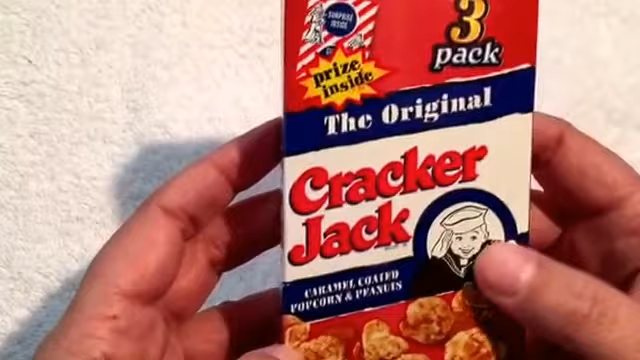 SURPRISE
INSIDE
3
pack
prize
inside
The Original
Cracker
Jack
CARAMEL COATED
POPCORN & PEANUTS